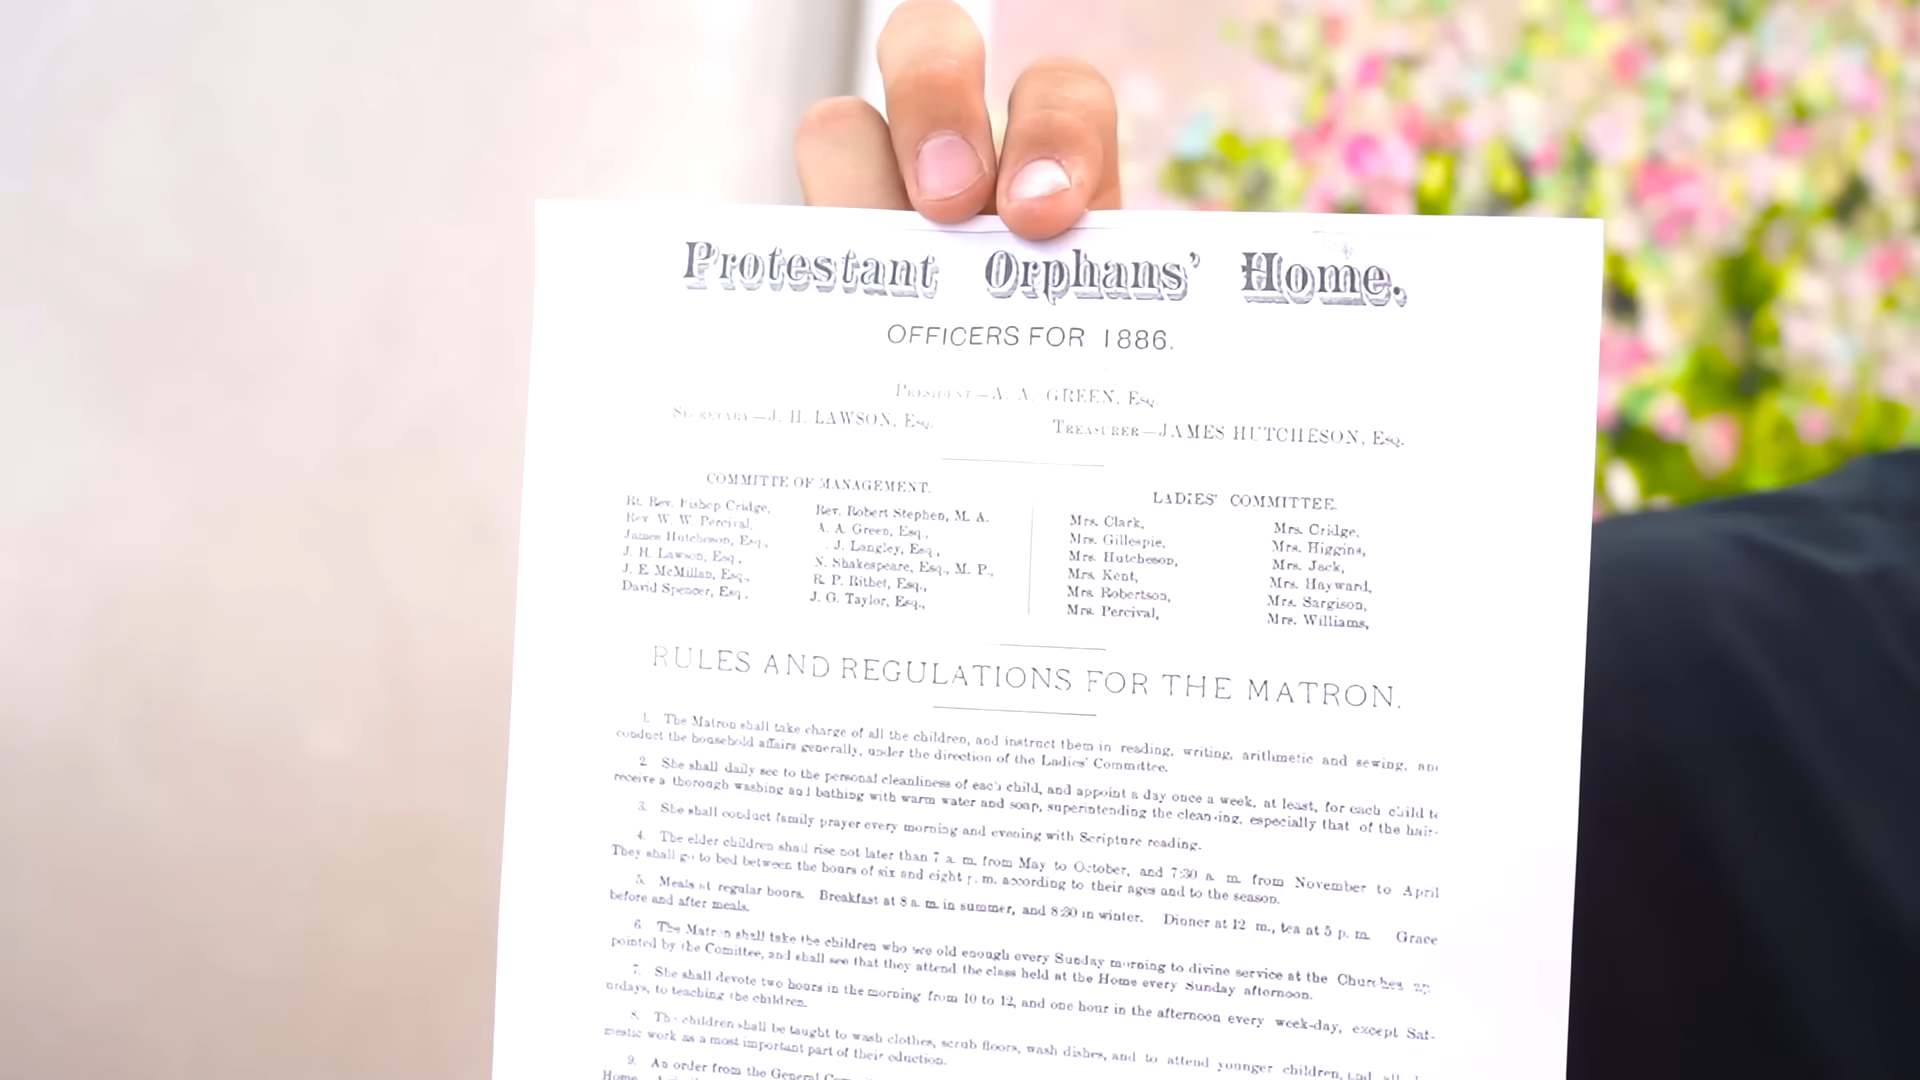 Protestant Orphans' Home.
OFFICERS FOR 1886.
PRESIDENT—A. A. GREEN, Esq.
SECRETARY—J. H. LAWSON, Esq.
TREASURER—JAMES HUTCHESON, Esq.
COMMITTE OF MANAGEMENT.
Rt. Rev. Bishop Cridge,
Rev. W. W. Percival,
James Hutcheson, Esq.,
J. H. Lawson, Esq.,
J. E. McMillan, Esq.,
David Spencer, Esq.,
Rev. Robert Stephen, M. A.
A. A. Green, Esq.,
J. Langley, Esq.,
N. Shakespeare, Esq., M. P.,
R. P. Rithet, Esq.,
J. G. Taylor, Esq.,
LADIES' COMMITTEE.
Mrs. Clark,
Mrs. Gillespie,
Mrs. Hutcheson,
Mrs. Kent,
Mrs. Robertson,
Mrs. Percival,
Mrs. Cridge,
Mrs. Higgins,
Mrs. Jack,
Mrs. Hayward,
Mrs. Sargison,
Mrs. Williams,
RULES AND REGULATIONS FOR THE MATRON.
1. The Matron shall take charge of all the children, and instruct them in reading, writing, arithmetic and sewing, and
conduct the household affairs generally, under the direction of the Ladies' Committee.
2. She shall daily see to the personal cleanliness of each child, and appoint a day once a week, at least, for each child to
receive a thorough washing and bathing with warm water and soap, superintending the cleansing, especially that of the hair.
3. She shall conduct family prayer every morning and evening with Scripture reading.
4. The elder children shall rise not later than 7 a. m. from May to October, and 7:30 a. m. from November to April
They shall go to bed between the hours of six and eight p. m. according to their ages and to the season.
5. Meals at regular hours. Breakfast at 8 a. m. in summer, and 8:30 in winter. Dinner at 12 m., tea at 5 p. m. Grace
before and after meals.
6. The Matron shall take the children who are old enough every Sunday morning to divine service at the Churches ap-
pointed by the Comittee, and shall see that they attend the class held at the Home every Sunday afternoon.
7. She shall devote two hours in the morning from 10 to 12, and one hour in the afternoon every week-day, except Sat-
urdays, to teaching the children.
8. The children shall be taught to wash clothes, scrub floors, wash dishes, and to attend younger children, and all
mestic work as a most important part of their eduction.
9. An order from the General
Home.